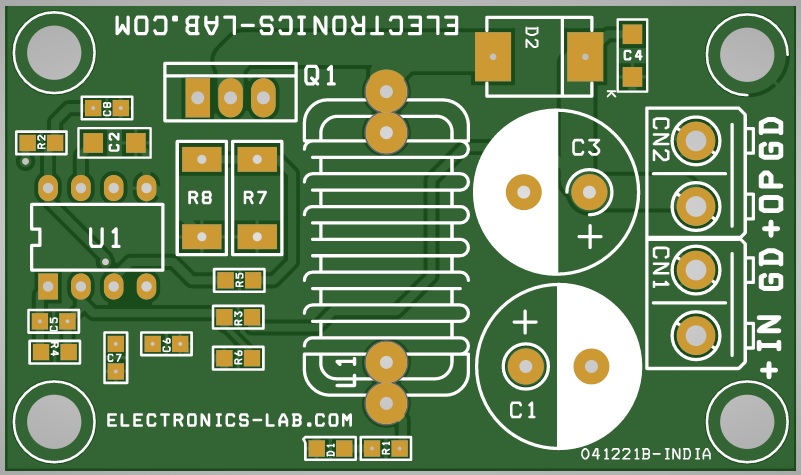 ELECTRONICS-LAB.COM
D2
C4
K
Q1
C8
R2
C2
C3
CN2
+OP GD
R8
R7
U1
R5
CN1
+IN GD
C5
R3
R4
C6
C7
R6
L1
C1
ELECTRONICS-LAB.COM
D1
R1
041221B-INDIA